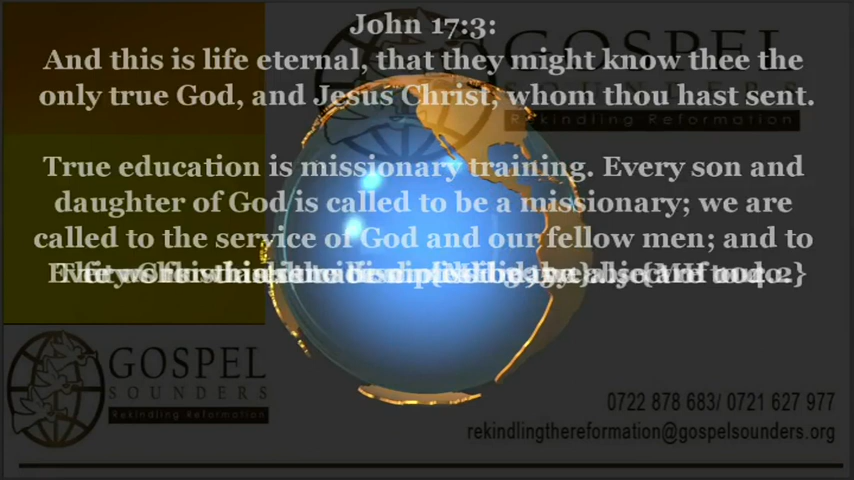 John 17:3:
And this is life eternal, that they might know thee the
only true God, and Jesus Christ, whom thou hast sent.
True education is missionary training. Every son and
daughter of God is called to be a missionary; we are
called to the service of God and our fellow men; and to
GOSPEL
SOUNDERS
Rekindling Reformation
GOSPEL
SOUNDERS
Rekindling Reformation
0722 878 683/ 0721 627 977
rekindlingthereformation@gospelsounders.org